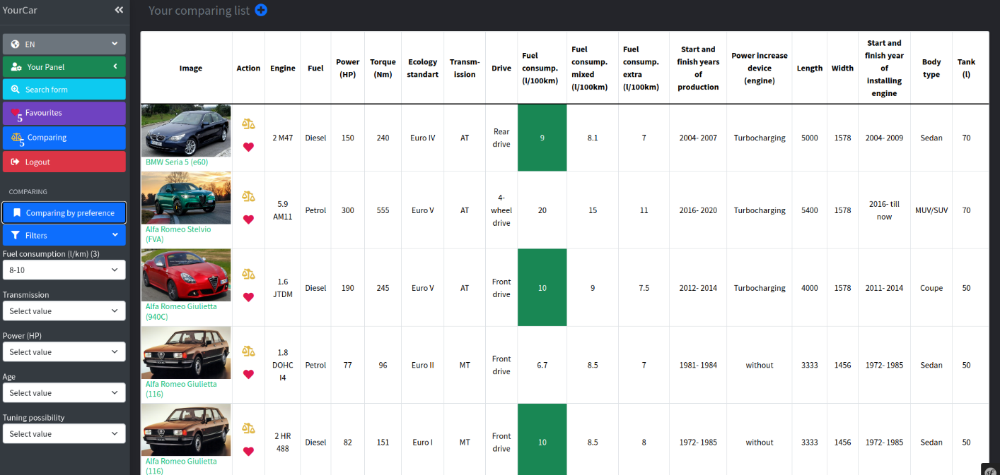 YourCar
EN
Your Panel
Search form
5
Favourites
5
Comparing
Logout
COMPARING
Comparing by preference
Filters
Fuel consumption (l/km) (3)
8-10
Transmission
Select value
Power (HP)
Select value
Age
Select value
Tuning possibility
Select value
Your comparing list
Image
Action
Engine
Fuel
Power
(HP)
Torque
(Nm)
Ecology
standart
Transm-
ission
Drive
Fuel
consump.
(l/100km)
Fuel
consump.
mixed
(l/100km)
Fuel
consump.
extra
(l/100km)
Start and
finish years
of
production
Power increase
device
(engine)
Length
Width
Start and
finish year
of
installing
engine
Body
type
Tank
(l)
BMW Seria 5 (e60)
2 M47
Diesel
150
240
Euro IV
AT
Rear
drive
9
8.1
7
2004- 2007
Turbocharging
5000
1578
2004- 2009
Sedan
70
Alfa Romeo Stelvio
(FVA)
5.9
AM11
Petrol
300
555
Euro V
AT
4-
wheel
drive
20
15
11
2016- 2020
Turbocharging
5400
1578
2016- till
now
MUV/SUV
70
Alfa Romeo Giulietta
(940C)
1.6
JTDM
Diesel
190
245
Euro V
AT
Front
drive
10
9
7.5
2012- 2014
Turbocharging
4000
1578
2011- 2014
Coupe
50
Alfa Romeo Giulietta
(116)
1.8
DOHC
I4
Petrol
77
96
Euro II
MT
Front
drive
6.7
8.5
7
1981- 1984
without
3333
1456
1972- 1985
Sedan
50
Alfa Romeo Giulietta
(116)
2 HR
488
Diesel
82
151
Euro I
MT
Front
drive
10
8.5
8
1972- 1985
without
3333
1456
1972- 1985
Sedan
50